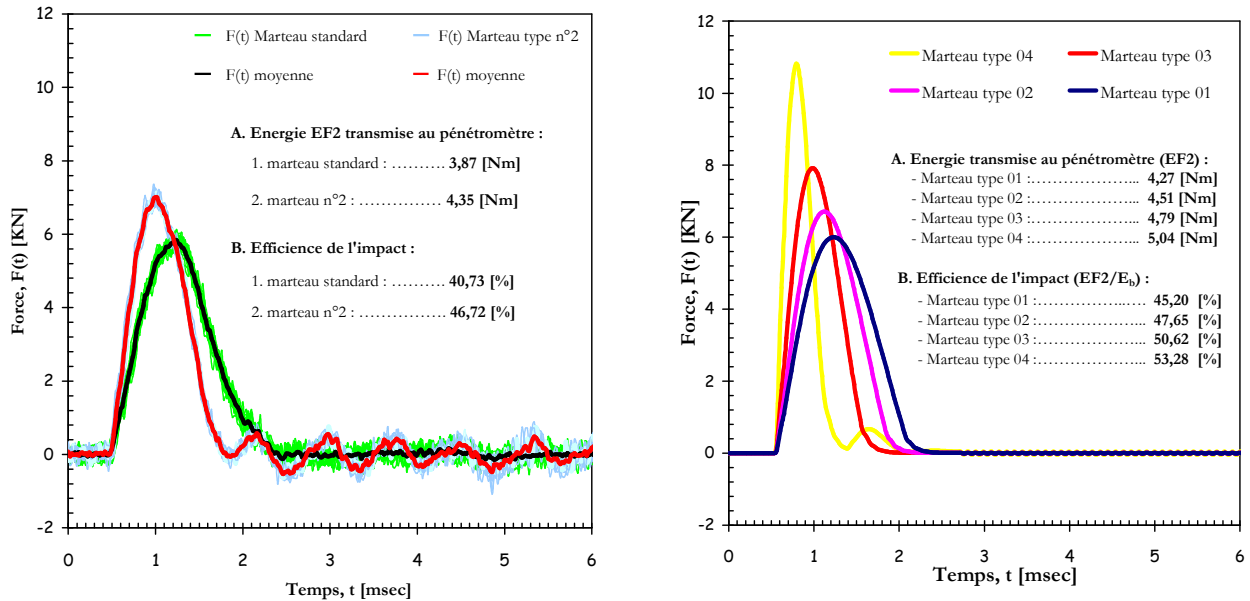 12
10
8
6
4
2
0
-2
Force, F(t) [KN]
F(t) Marteau standard
F(t) Marteau type n°2
F(t) moyenne
F(t) moyenne
A. Energie EF2 transmise au pénétromètre :
1. marteau standard : ………. 3,87 [Nm]
2. marteau n°2 : ……………. 4,35 [Nm]
B. Efficience de l'impact :
1. marteau standard : ………. 40,73 [%]
2. marteau n°2 : ……………. 46,72 [%]
0 1 2 3 4 5 6
Temps, t [msec]
12
10
8
6
4
2
0
-2
Force, F(t) [KN]
Marteau type 04
Marteau type 03
Marteau type 02
Marteau type 01
A. Energie transmise au pénétromètre (EF2) :
- Marteau type 01 :………………... 4,27 [Nm]
- Marteau type 02 :………………... 4,51 [Nm]
- Marteau type 03 :………………... 4,79 [Nm]
- Marteau type 04 :………………... 5,04 [Nm]
B. Efficience de l'impact (EF2/Eb) :
- Marteau type 01 :………………... 45,20 [%]
- Marteau type 02 :………………... 47,65 [%]
- Marteau type 03 :………………... 50,62 [%]
- Marteau type 04 :………………... 53,28 [%]
0 1 2 3 4 5 6
Temps, t [msec]